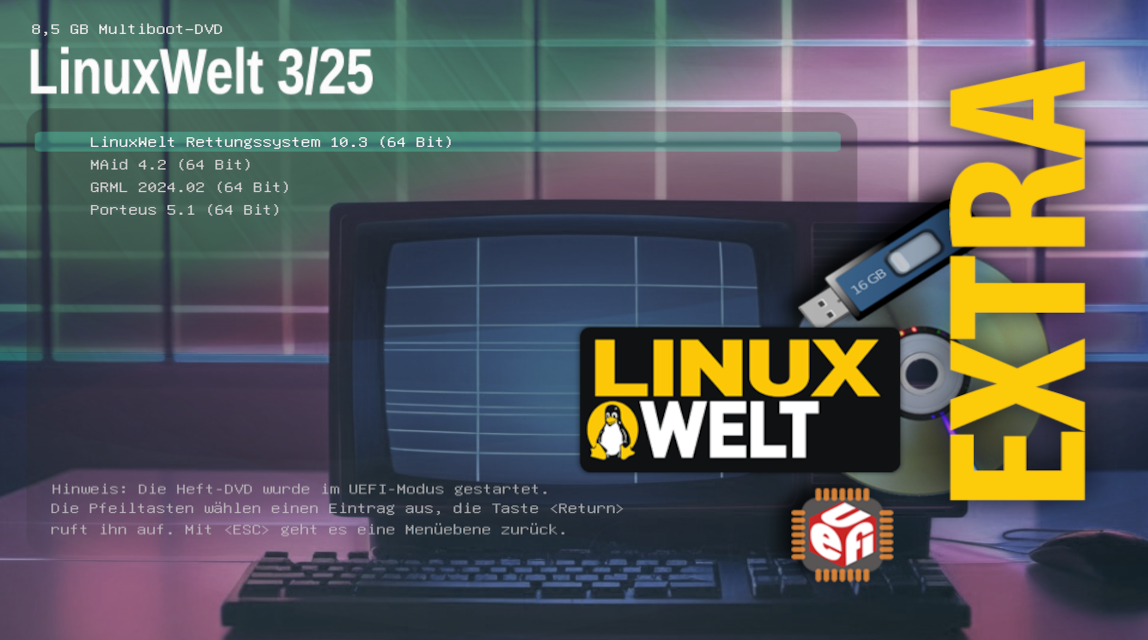 8,5 GB Multiboot-DVD
LinuxWelt 3/25
LinuxWelt Rettungssystem 10.3 (64 Bit)
MAid 4.2 (64 Bit)
GRML 2024.02 (64 Bit)
Porteus 5.1 (64 Bit)
EXTRA
16 GB
LINUX
WELT
Hinweis: Die Heft-DVD wurde im UEFI-Modus gestartet.
Die Pfeiltasten wählen einen Eintrag aus, die Taste <Return>
ruft ihn auf. Mit <ESC> geht es eine Menüebene zurück.
UEFI